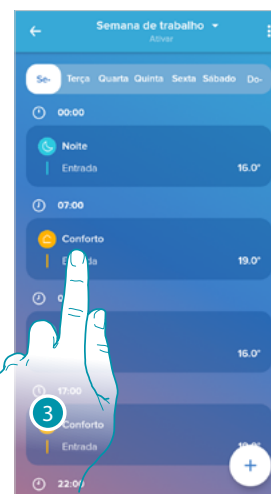 Semana de trabalho
Ativar
Se- Terça Quarta Quinta Sexta Sábado Do-
00:00
Noite
Entrada 16.0°
07:00
Conforto
19.0°
16.0°
17:00
3
Conforto
Entrada
+
22:00